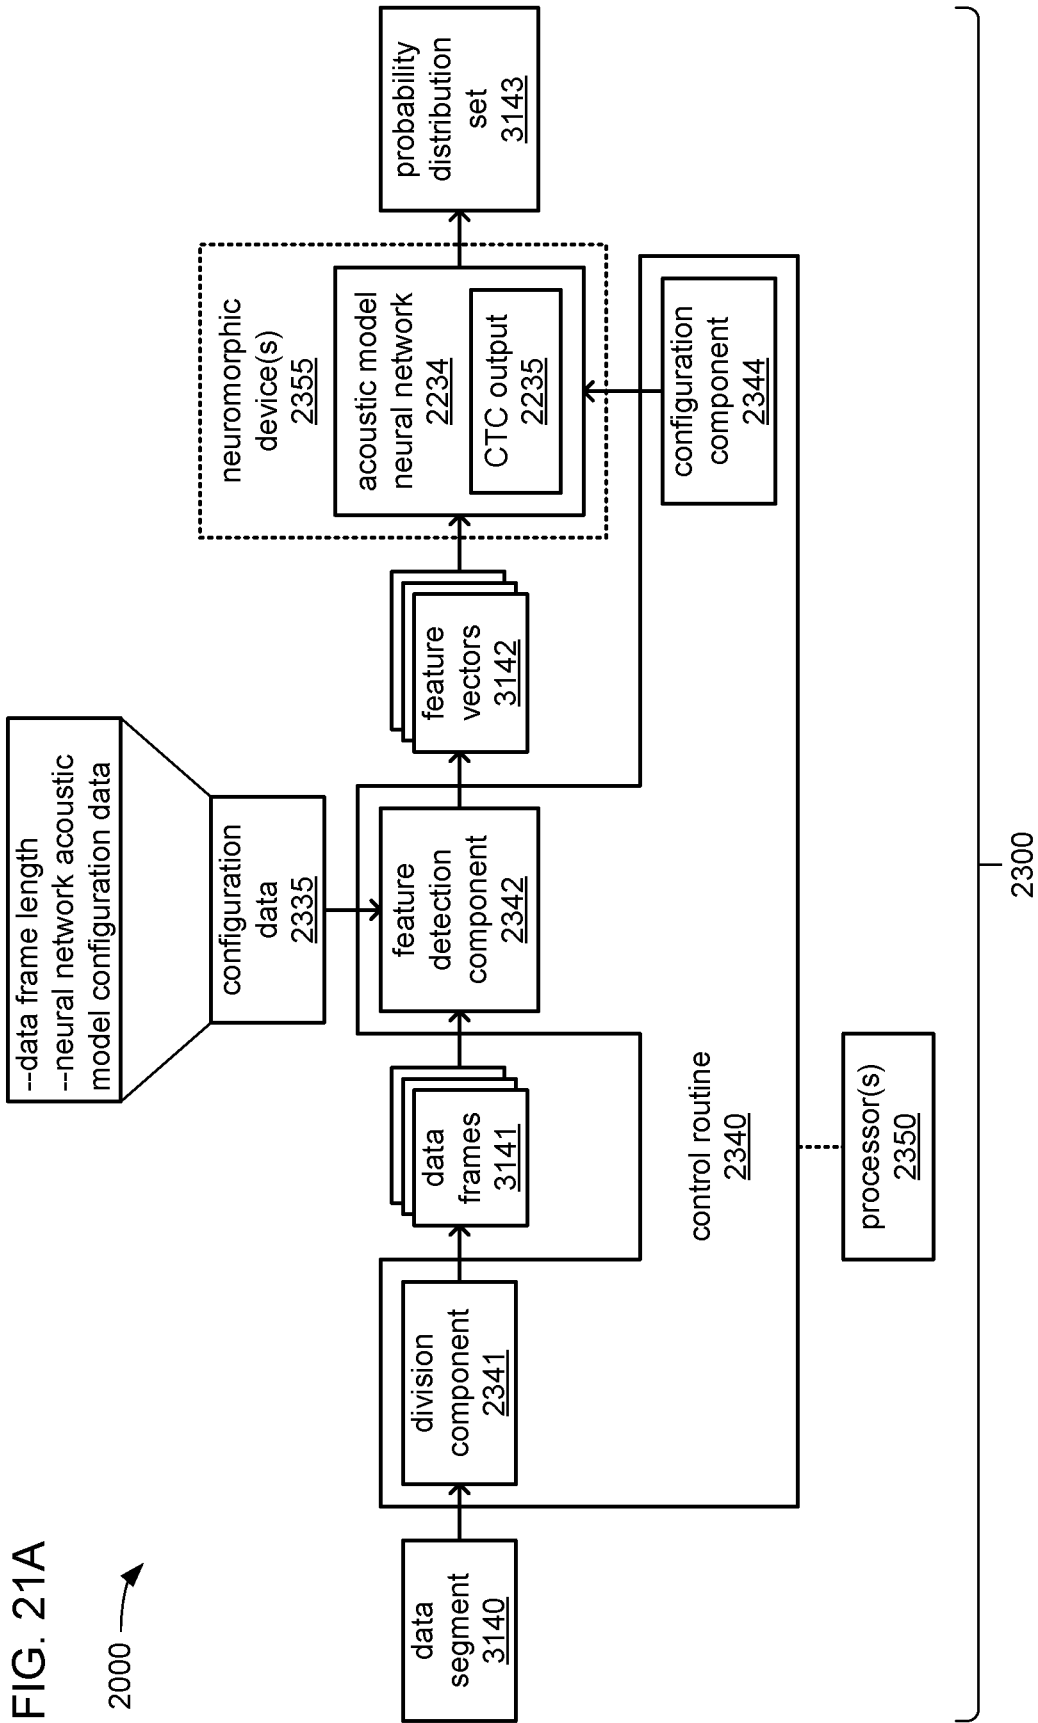 FIG. 21A
2000
--data frame length
--neural network acoustic
model configuration data
configuration
data
2335
data
segment
3140
division
component
2341
data
frames
3141
feature
detection
component
2342
feature
vectors
3142
neuromorphic
device(s)
2355
acoustic model
neural network
2234
CTC output
2235
probability
distribution
set
3143
configuration
component
2344
control routine
2340
processor(s)
2350
2300